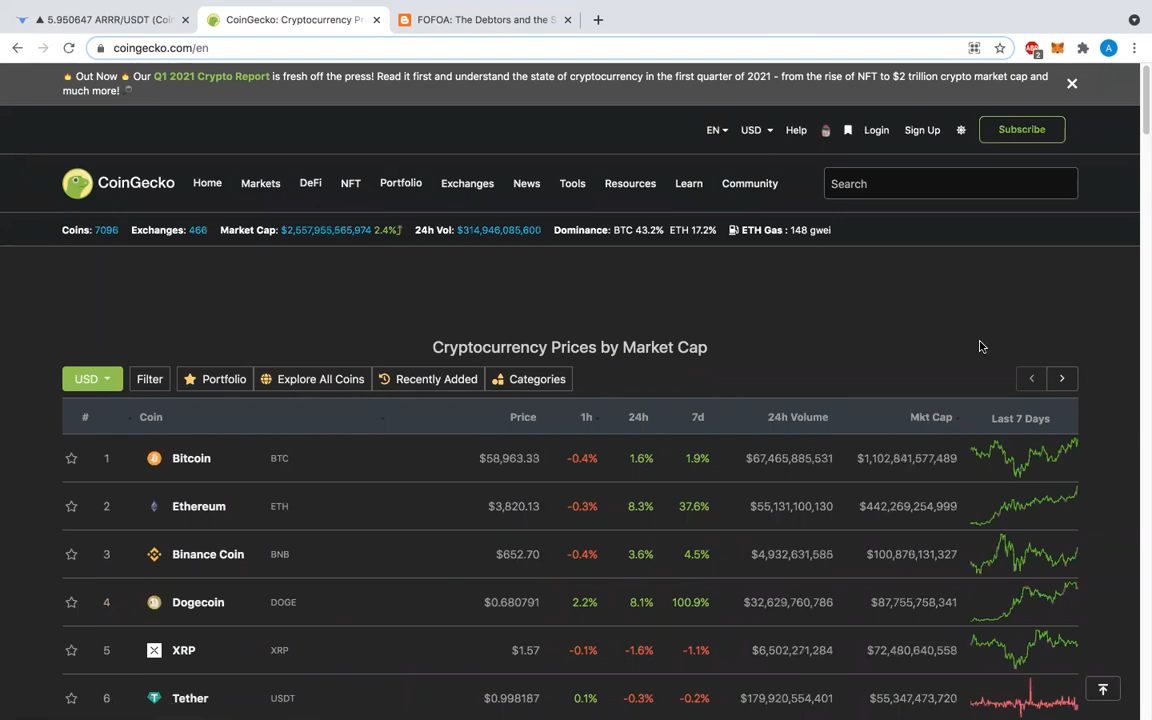 ▲ 5.950647 ARRR/USDT (Coin
CoinGecko: Cryptocurrency Pr
FOFOA: The Debtors and the S
coingecko.com/en
ABP
2
A
Out Now Our Q1 2021 Crypto Report is fresh off the press! Read it first and understand the state of cryptocurrency in the first quarter of 2021 - from the rise of NFT to $2 trillion crypto market cap and
much more!
EN USD Help Login Sign Up Subscribe
CoinGecko Home Markets DeFi NFT Portfolio Exchanges News Tools Resources Learn Community Search
Coins: 7096 Exchanges: 466 Market Cap: $2,557,955,565,974 2.4% 24h Vol: $314,946,085,600 Dominance: BTC 43.2% ETH 17.2% ETH Gas : 148 gwei
Cryptocurrency Prices by Market Cap
USD Filter Portfolio Explore All Coins Recently Added Categories
# Coin Price 1h 24h 7d 24h Volume Mkt Cap Last 7 Days
1 Bitcoin BTC $58,963.33 -0.4% 1.6% 1.9% $67,465,885,531 $1,102,841,577,489
2 Ethereum ETH $3,820.13 -0.3% 8.3% 37.6% $55,131,100,130 $442,269,254,999
3 Binance Coin BNB $652.70 -0.4% 3.6% 4.5% $4,932,631,585 $100,876,131,327
4 Dogecoin DOGE $0.680791 2.2% 8.1% 100.9% $32,629,760,786 $87,755,758,341
5 XRP XRP $1.57 -0.1% -1.6% -1.1% $6,502,271,284 $72,480,640,558
6 Tether USDT $0.998187 0.1% -0.3% -0.2% $179,920,554,401 $55,347,473,720